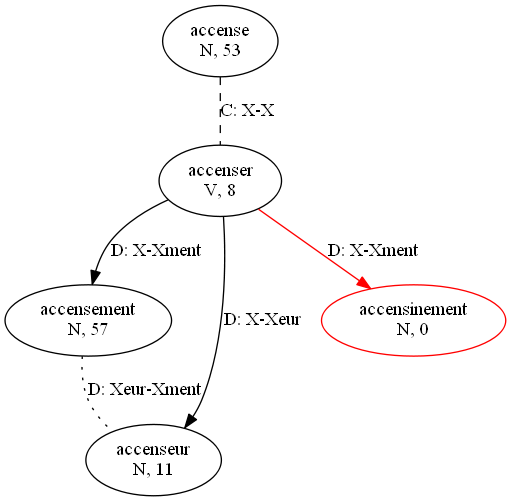 accense
N, 53
C: X-X
accenser
V, 8
D: X-Xment
D: X-Xment
accensement
N, 57
D: X-Xeur
accensinement
N, 0
D: Xeur-Xment
accenseur
N, 11